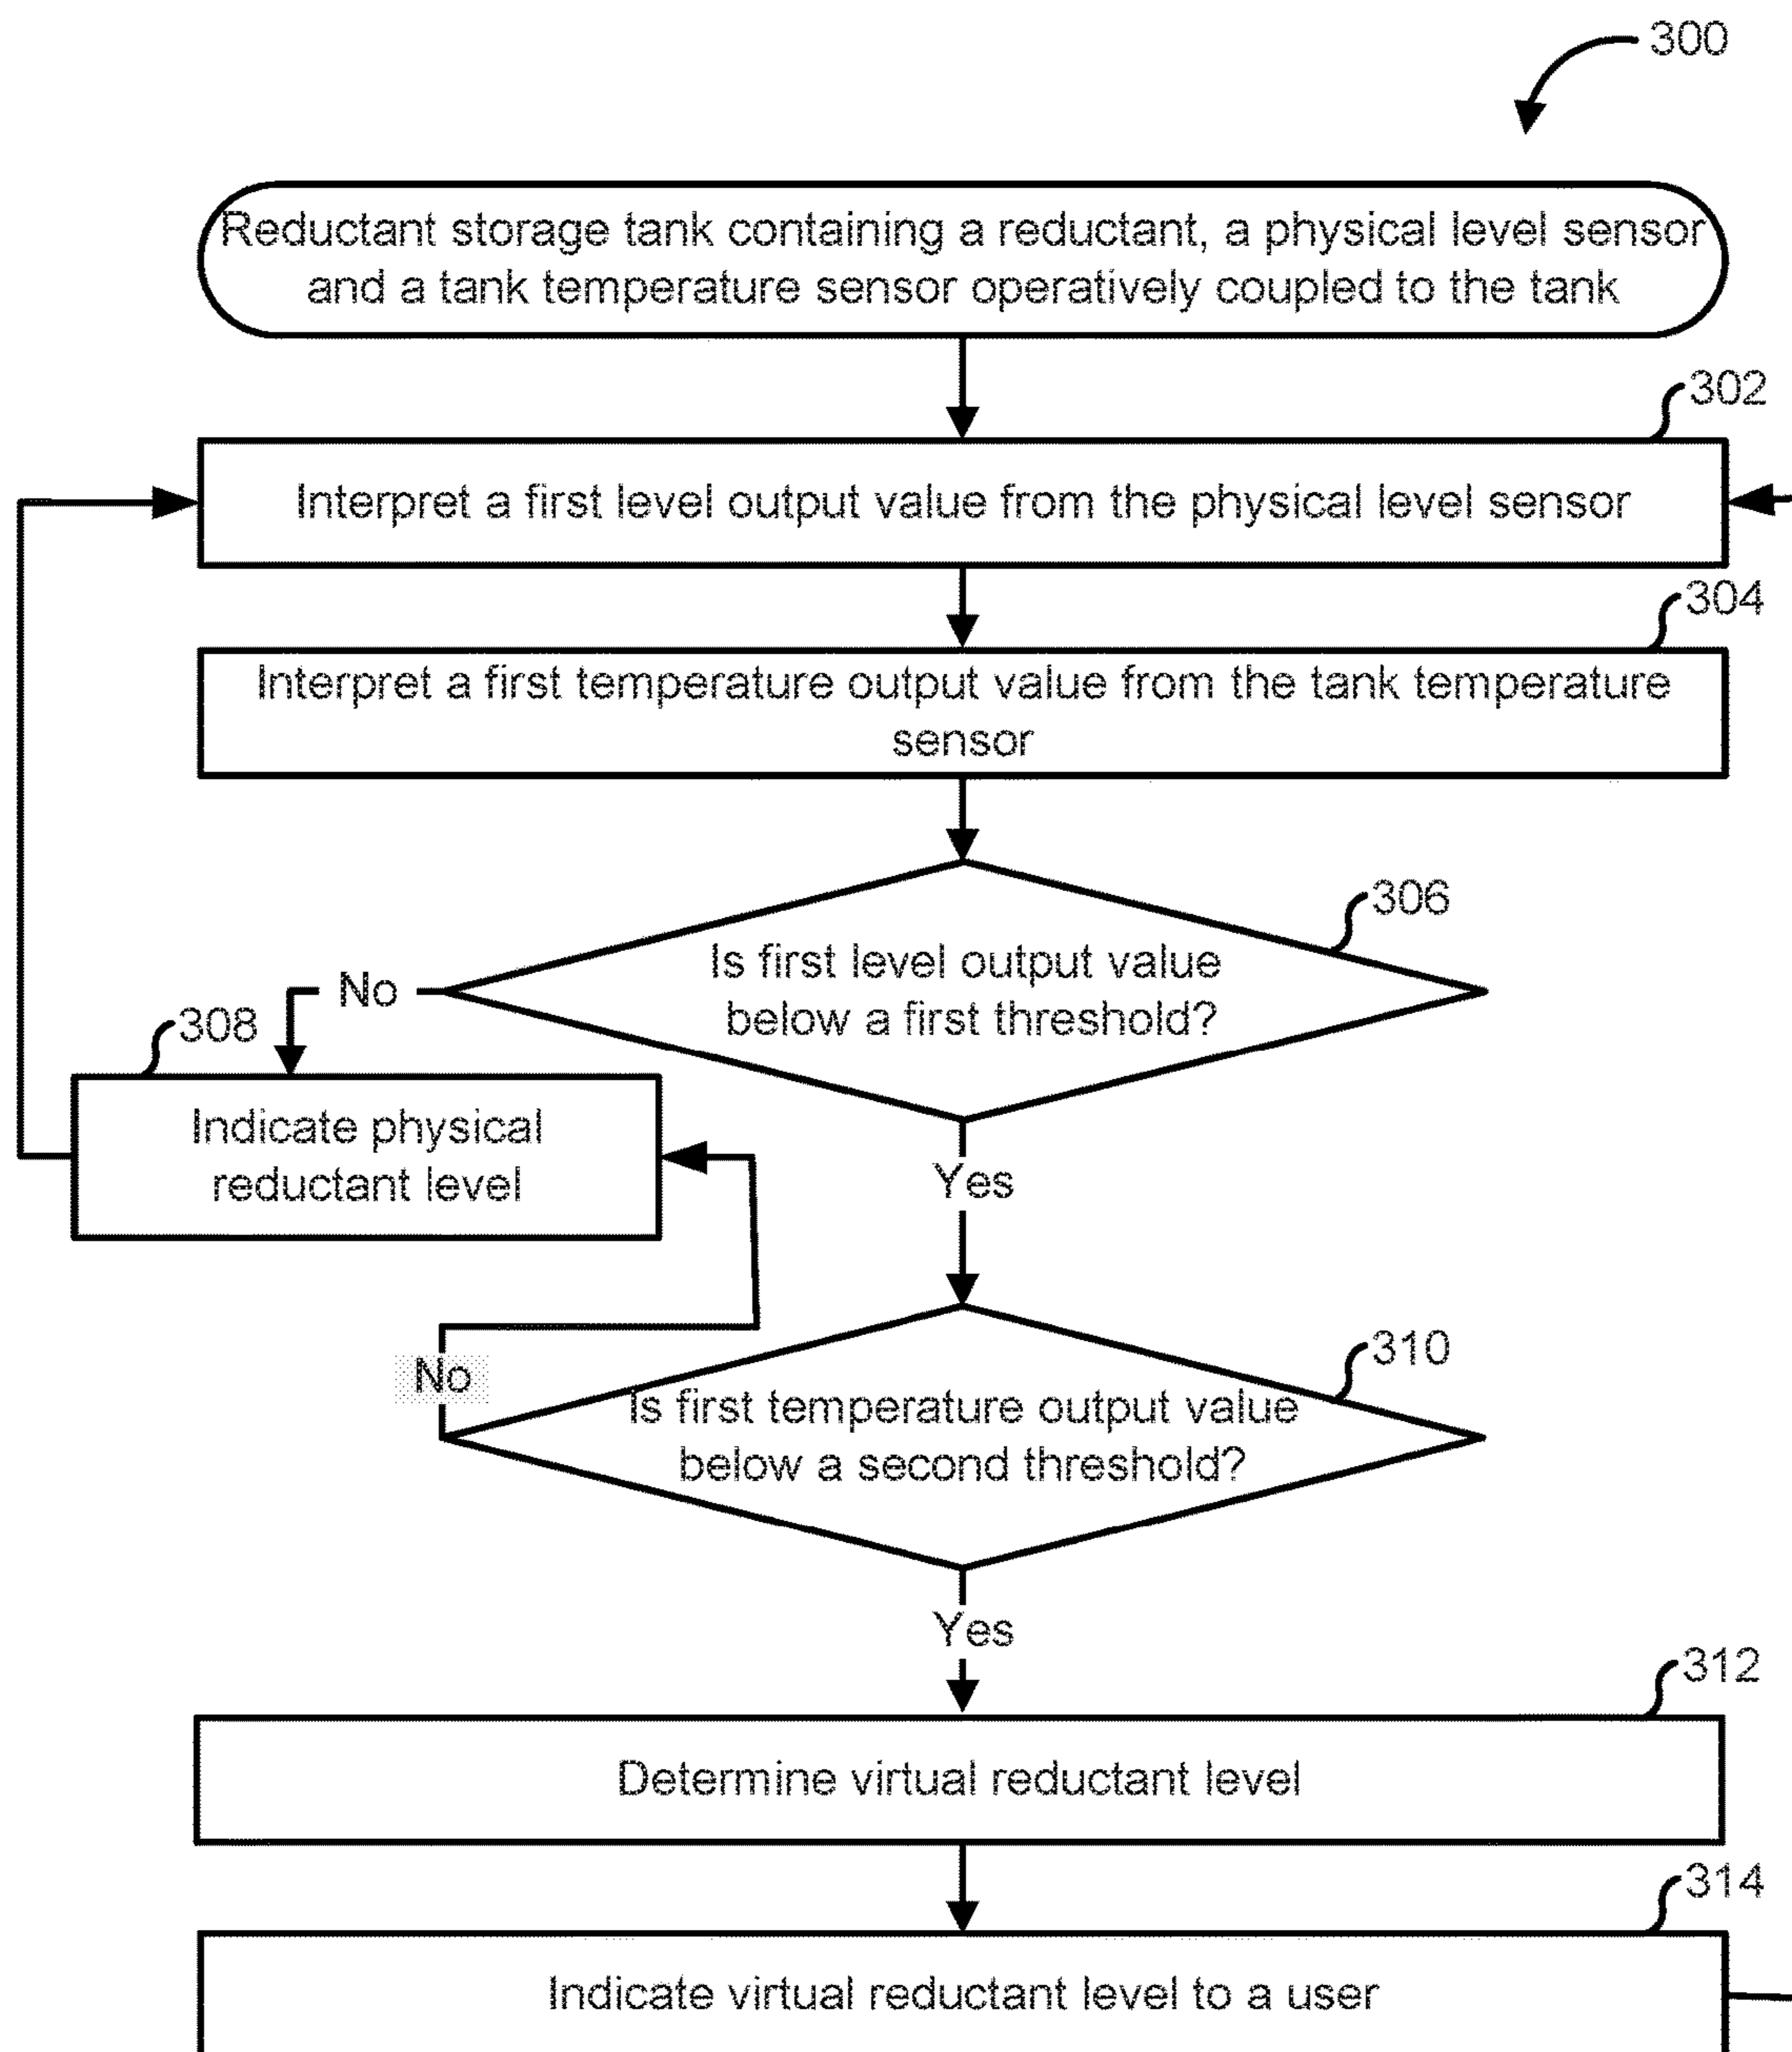 300
Reductant storage tank containing a reductant, a physical level sensor
and a tank temperature sensor operatively coupled to the tank
302
Interpret a first level output value from the physical level sensor
304
Interpret a first temperature output value from the tank temperature
sensor
306
Is first level output value
below a first threshold?
No
308
Indicate physical
reductant level
Yes
310
No
Is first temperature output value
below a second threshold?
Yes
312
Determine virtual reductant level
314
Indicate virtual reductant level to a user